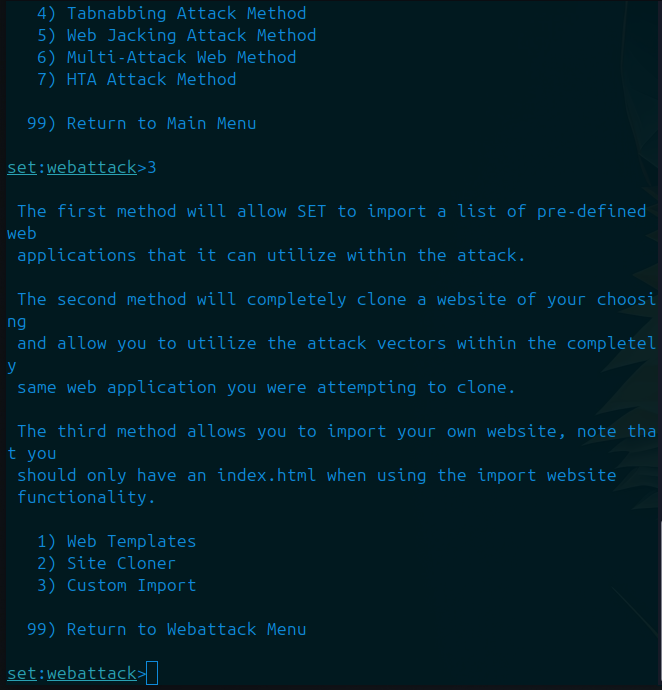 4) Tabnabbing Attack Method
5) Web Jacking Attack Method
6) Multi-Attack Web Method
7) HTA Attack Method
99) Return to Main Menu
set:webattack>3
The first method will allow SET to import a list of pre-defined
web
applications that it can utilize within the attack.
The second method will completely clone a website of your choosi
ng
and allow you to utilize the attack vectors within the completel
y
same web application you were attempting to clone.
The third method allows you to import your own website, note tha
t you
should only have an index.html when using the import website
functionality.
1) Web Templates
2) Site Cloner
3) Custom Import
99) Return to Webattack Menu
set:webattack>